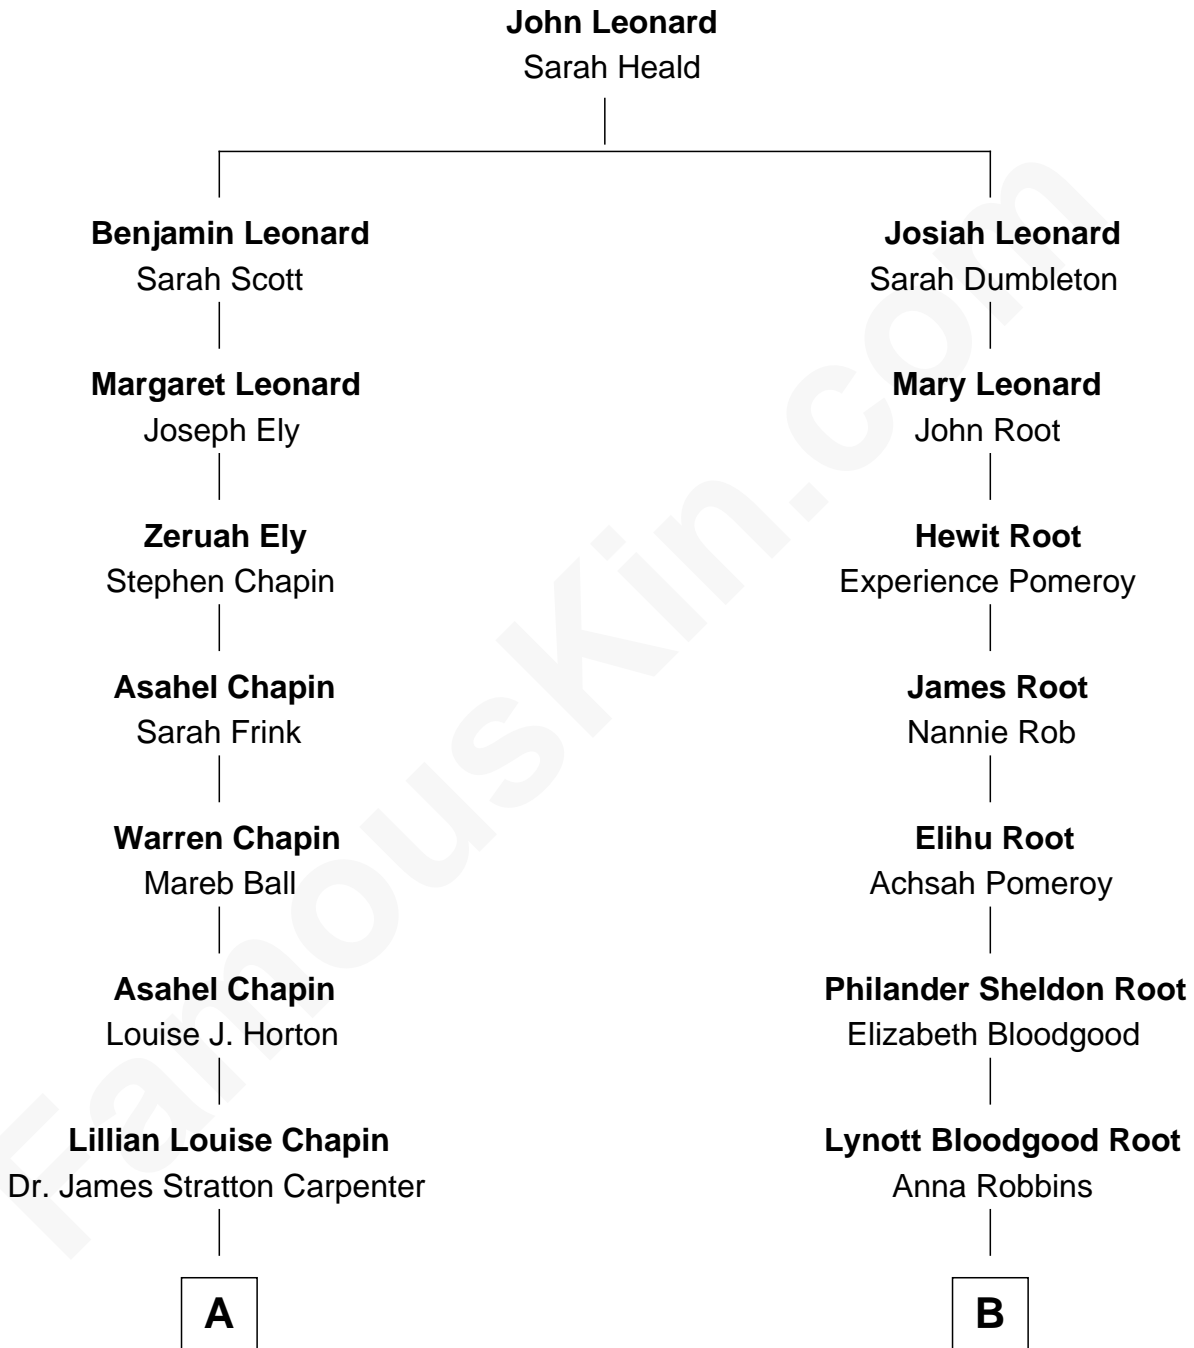 John Leonard
Sarah Heald
Benjamin Leonard
Sarah Scott
Josiah Leonard
Sarah Dumbleton
Margaret Leonard
Joseph Ely
Mary Leonard
John Root
Zeruah Ely
Stephen Chapin
Hewit Root
Experience Pomeroy
Asahel Chapin
Sarah Frink
James Root
Nannie Rob
Warren Chapin
Mareb Ball
Elihu Root
Achsah Pomeroy
Asahel Chapin
Louise J. Horton
Philander Sheldon Root
Elizabeth Bloodgood
Lillian Louise Chapin
Dr. James Stratton Carpenter
Lynott Bloodgood Root
Anna Robbins
A
B
FamousKin.com